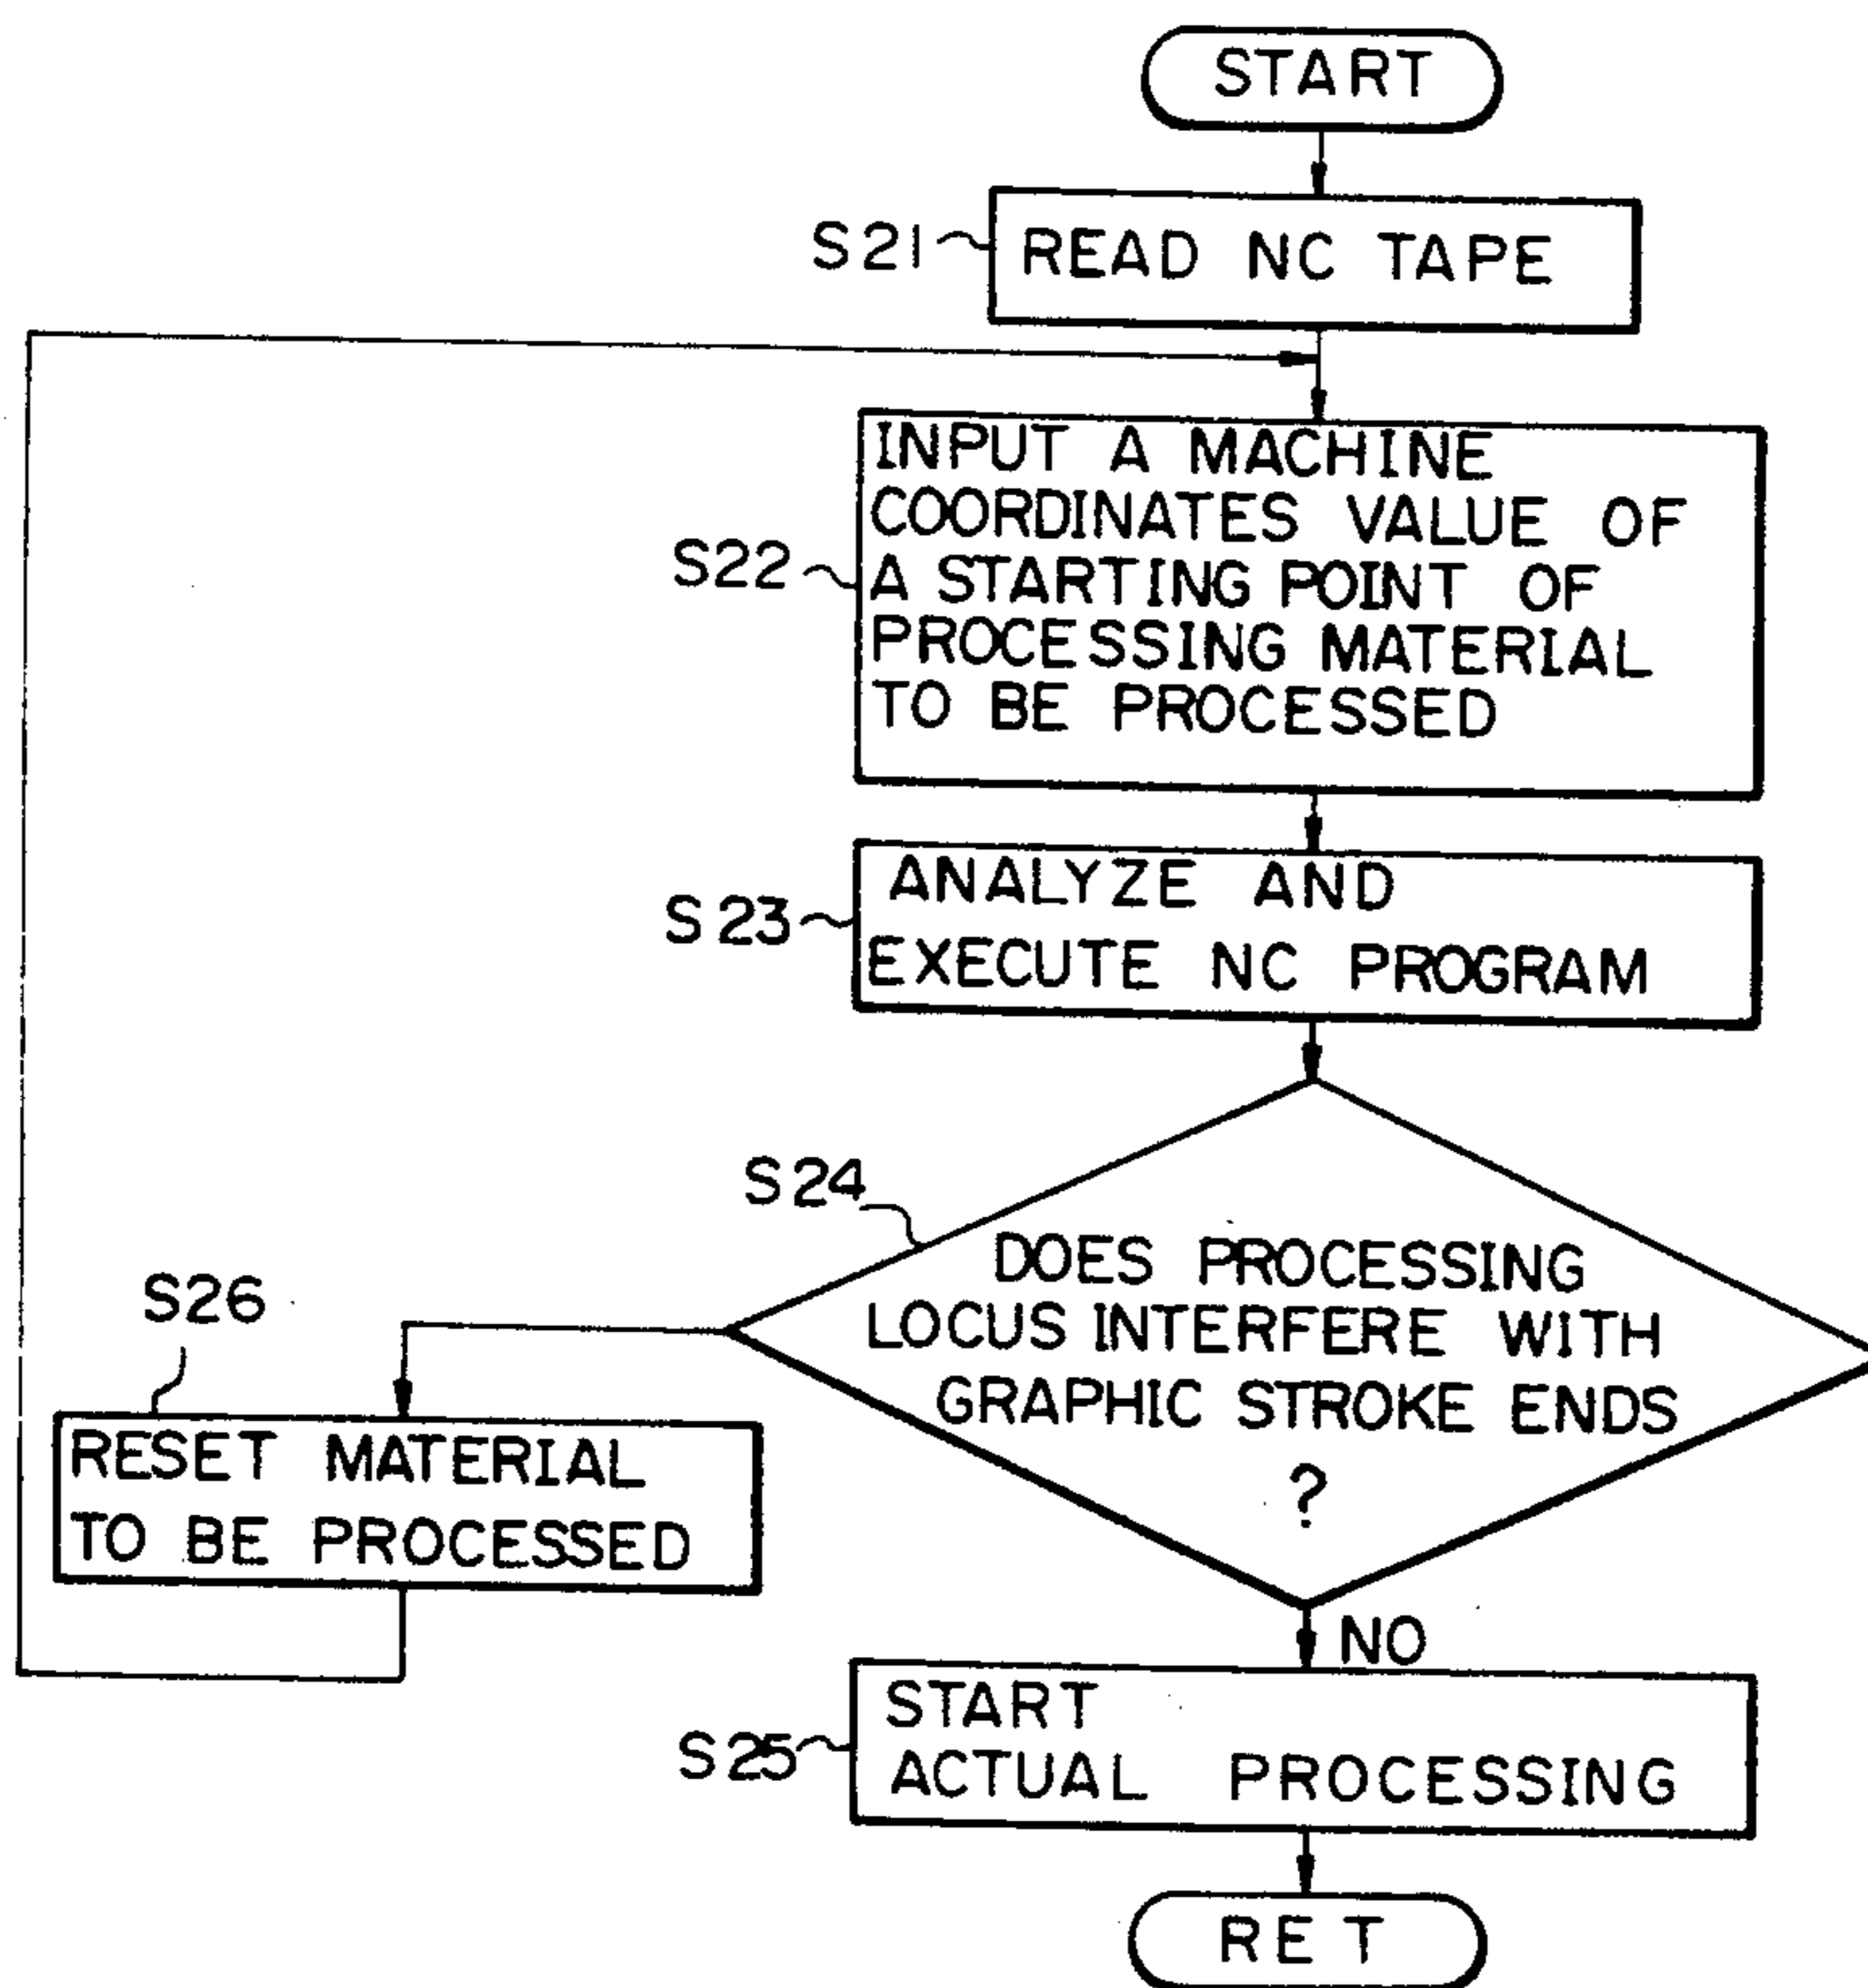 START
S21
READ NC TAPE
INPUT A MACHINE
COORDINATES VALUE OF
S22
A STARTING POINT OF
PROCESSING MATERIAL
TO BE PROCESSED
S23
ANALYZE AND
EXECUTE NC PROGRAM
S24
DOES PROCESSING
LOCUS INTERFERE WITH
GRAPHIC STROKE ENDS
?
S26
RESET MATERIAL
TO BE PROCESSED
NO
S25
START
ACTUAL PROCESSING
RET